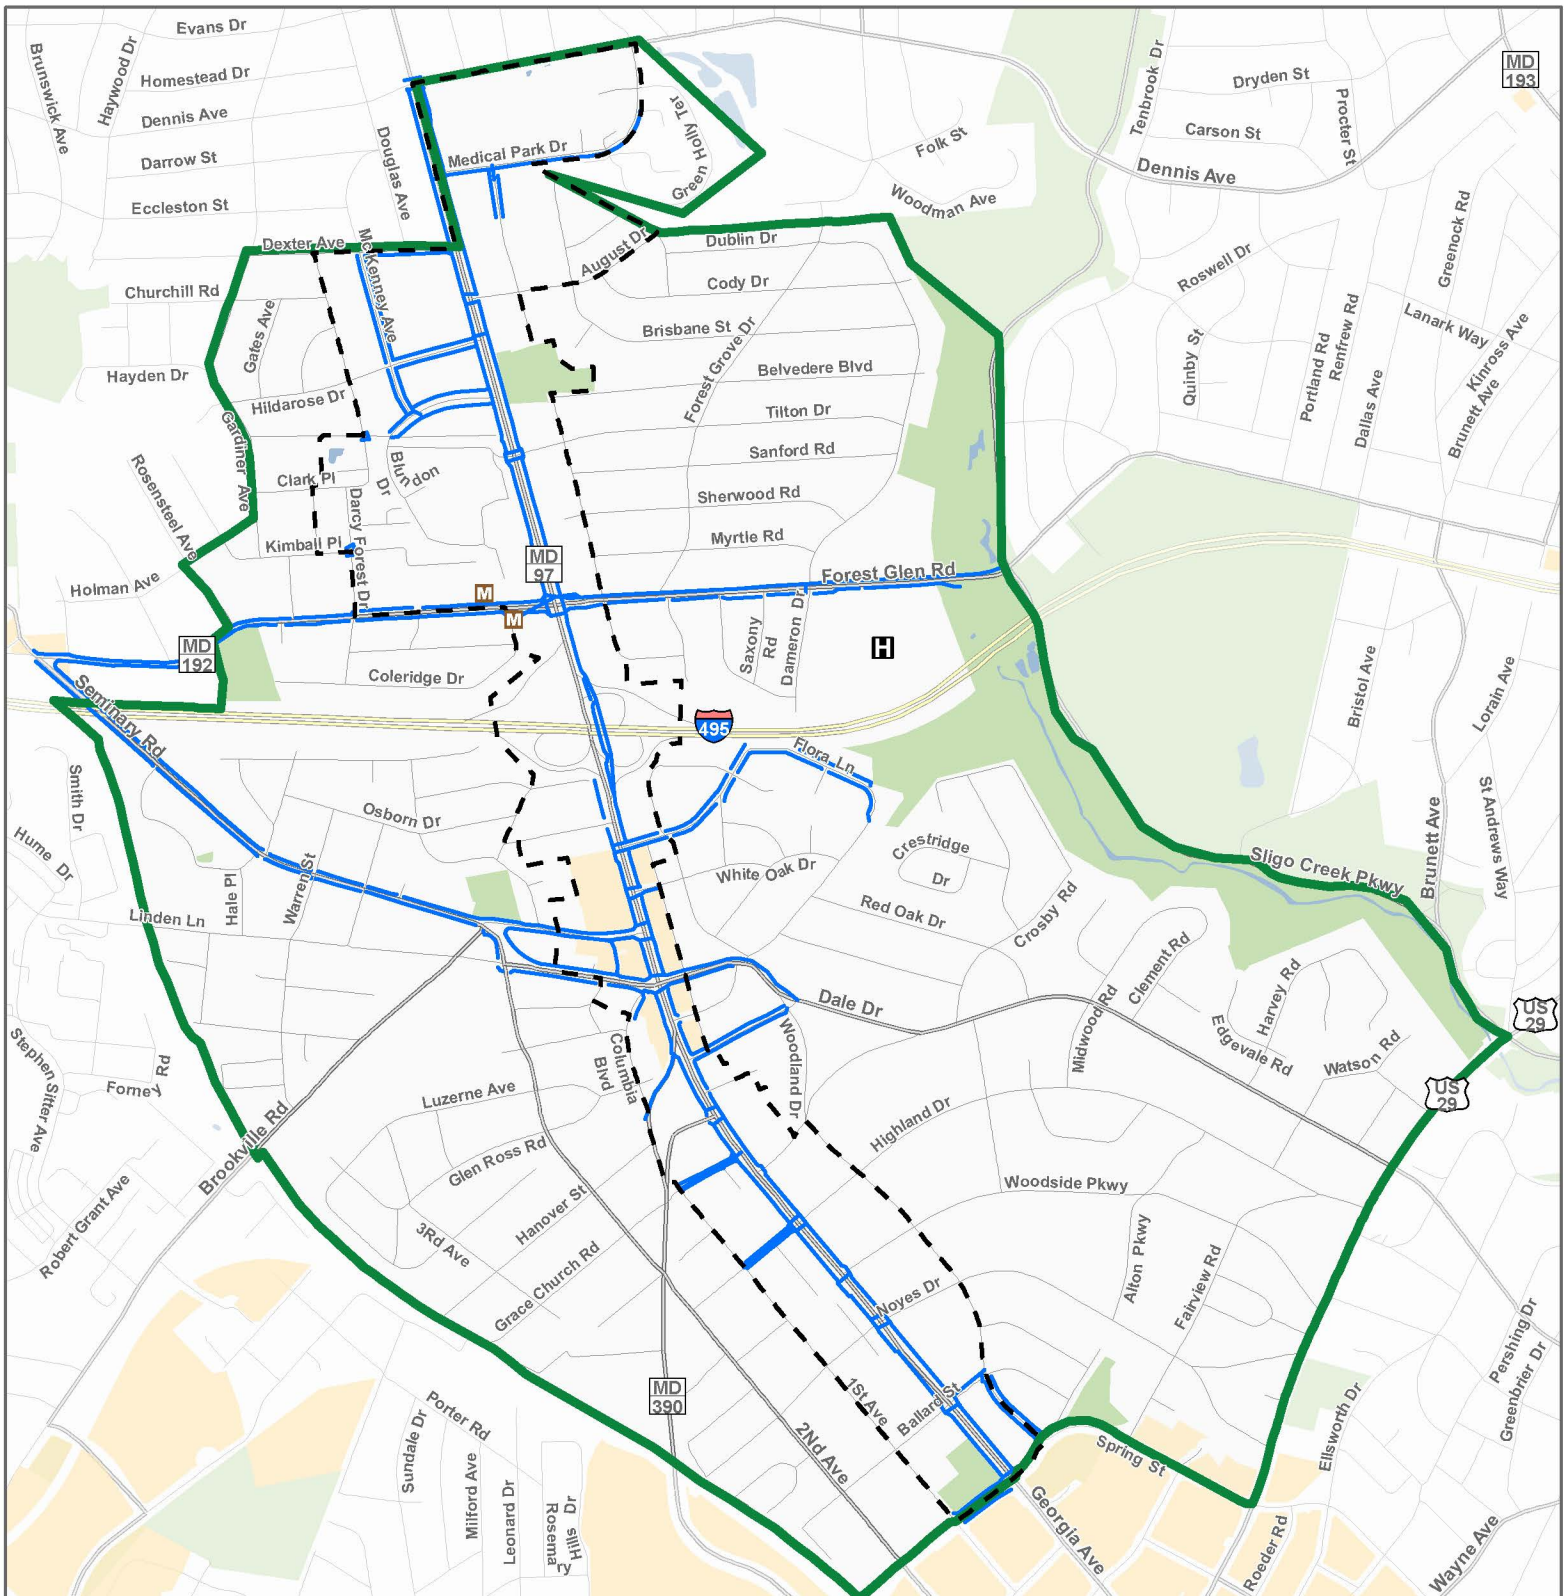 Evans Dr
Brunswick Ave
Haywood Dr
Homestead Dr
Dennis Ave
Darrow St
Eccleston St
Douglas Ave
Medical Park Dr
Green Holly Ter
Folk St
Woodman Ave
Tenbrook Dr
Dryden St
Carson St
Procter St
MD
193
Dennis Ave
Dexter Ave
McKenney Ave
August Dr
Dublin Dr
Cody Dr
Churchill Rd
Gates Ave
Brisbane St
Forest Grove Dr
Roswell Dr
Greenock Rd
Lanark Way
Kinross Ave
Hayden Dr
Hildarose Dr
Belvedere Blvd
Quinby St
Portland Rd
Renfrew Rd
Dallas Ave
Brunett Ave
Gardiner Ave
Tilton Dr
Sanford Rd
Rosensteel Ave
Clark Pl
Blundon
Dr
Darcy Forest Dr
Sherwood Rd
Myrtle Rd
Kimball Pl
MD
97
Holman Ave
M
M
Forest Glen Rd
MD
192
Saxony
Rd
Dameron Dr
H
Coleridge Dr
Seminary Rd
495
Flora Ln
Bristol Ave
Lorain Ave
Smith Dr
Osborn Dr
St Andrews Way
Hume Dr
Hale Pl
Warren St
White Oak Dr
Crestridge
Dr
Sligo Creek Pkwy
Brunett Ave
Linden Ln
Red Oak Dr
Crosby Rd
Clement Rd
Harvey Rd
Dale Dr
Midwood Rd
Edgevale Rd
Watson Rd
US
29
US
29
Stephen Sitter Ave
Forney Rd
Columbia
Blvd
Woodland Dr
Luzerne Ave
Highland Dr
Brookville Rd
Glen Ross Rd
Woodside Pkwy
Robert Grant Ave
Hanover St
3Rd Ave
Grace Church Rd
Alton Pkwy
Fairview Rd
Noyes Dr
Pershing Dr
Greenbrier Dr
MD
390
1St Ave
Ballard St
Porter Rd
Sundale Dr
2Nd Ave
Spring St
Ellsworth Dr
Milford Ave
Leonard Dr
Rosemary
Hills Dr
Georgia Ave
Roeder Rd
Wayne Ave